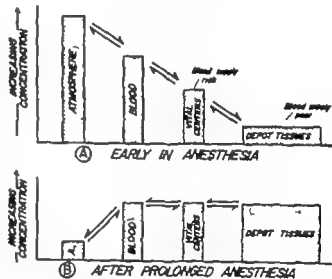 INCREASING
CONCENTRATION
ATMOSPHERE
BLOOD
Blood supply
rich
VITAL
CENTERS
Blood supply
poor
DEPOT TISSUES
A EARLY IN ANESTHESIA
INCREASING
CONCENTRATION
A
BLOOD
VITAL
CENTERS
DEPOT TISSUES
B AFTER PROLONGED ANESTHESIA